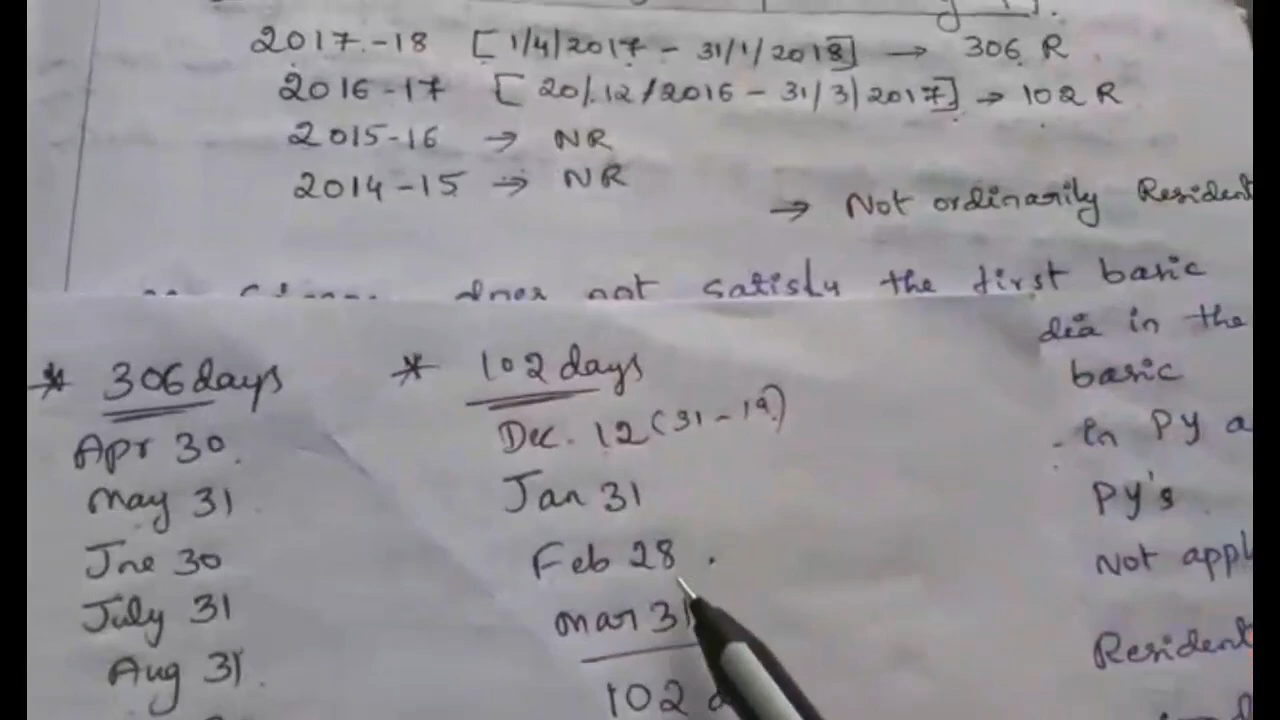 2017-18 [1/4/2017 - 31/1/2018] → 306 R
2016-17 [20/12/2016 - 31/3/2017] → 102 R
2015-16 → NR
2014-15 → NR
→ Not ordinarily Resident
does not satisfy the first basic
dia in the
basic
In PY a
PY's
Not appl
Resident
* 306 days
Apr 30.
May 31
Jne 30
July 31
Aug 31.
* 102 days
Dec. 12 (31-19)
Jan 31
Feb 28.
Mar 31
102 d